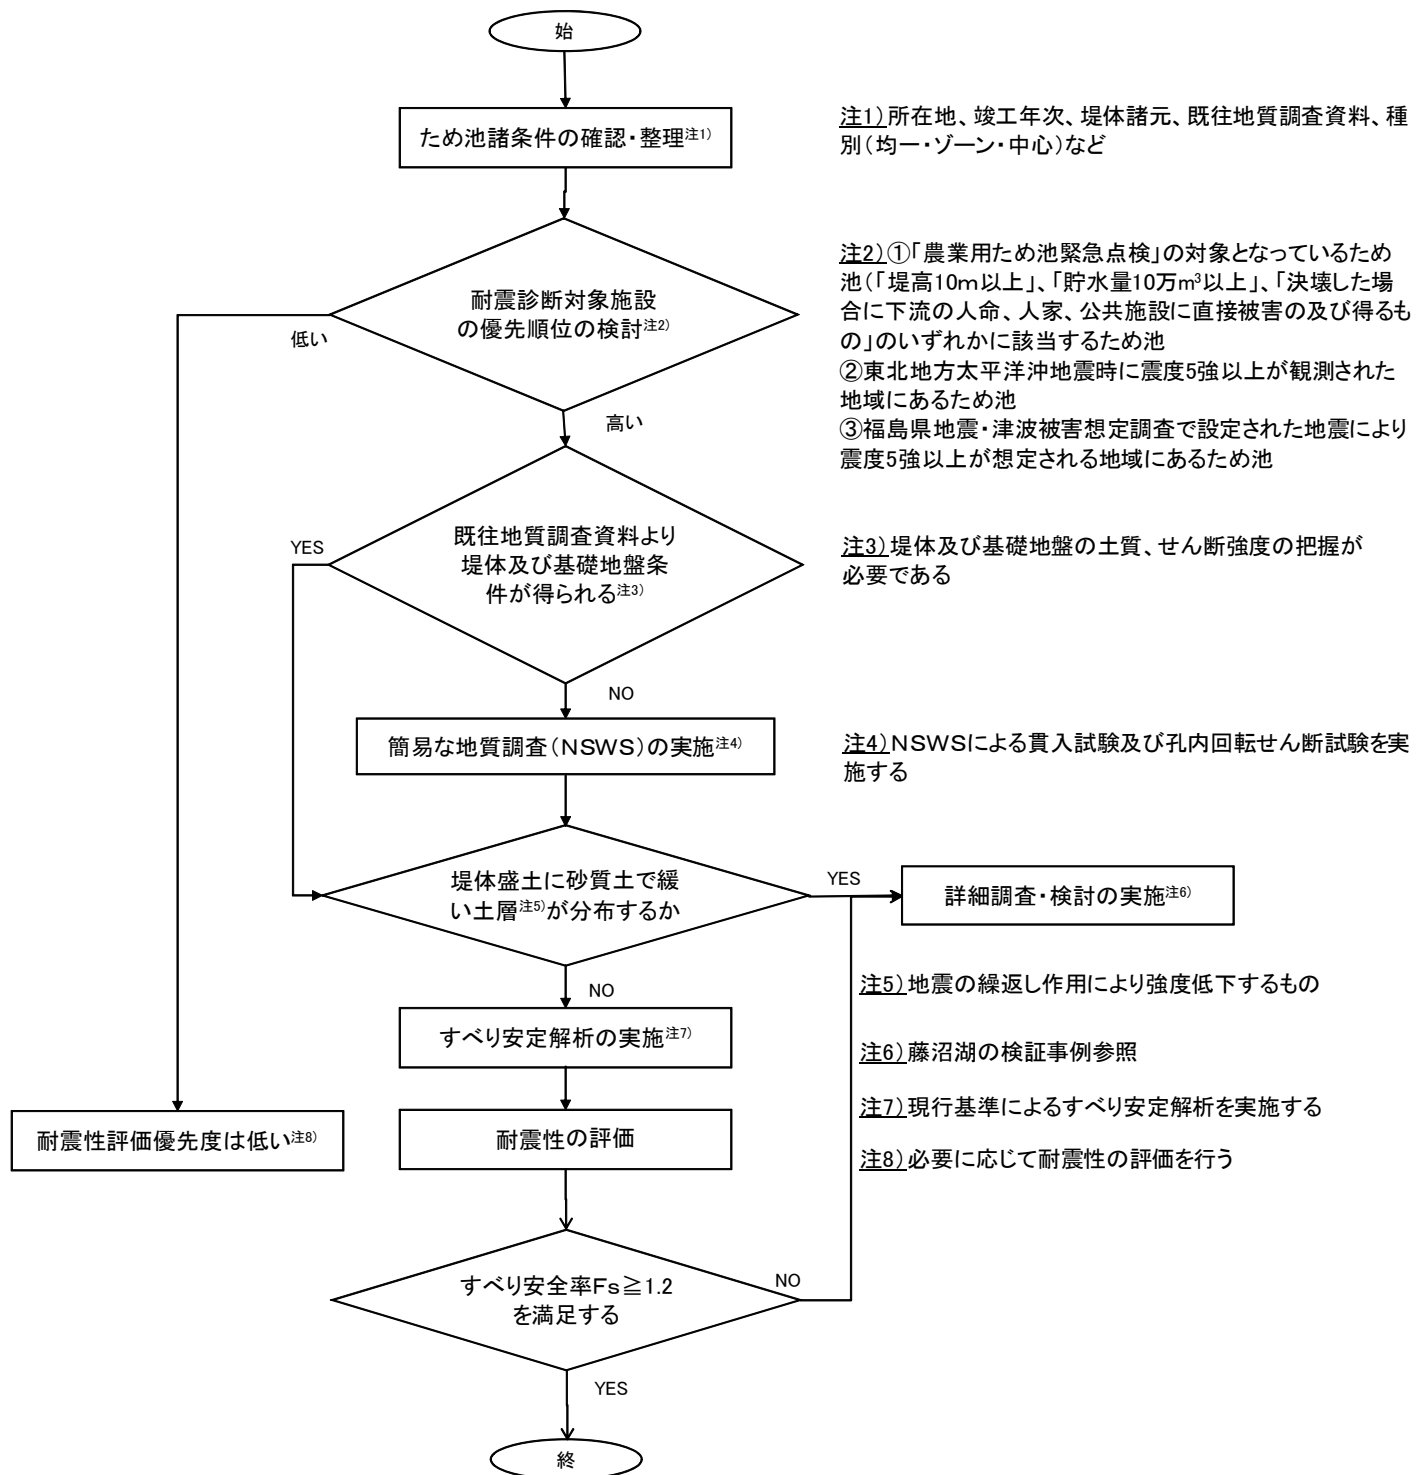 始
ため池諸条件の確認・整理注1)
注1)所在地、竣工年次、堤体諸元、既往地質調査資料、種
別(均一・ゾーン・中心)など
耐震診断対象施設
の優先順位の検討注2)
低い
高い
注2)①「農業用ため池緊急点検」の対象となっているため
池(「堤高10m以上」、「貯水量10万m³以上」、「決壊した場
合に下流の人命、人家、公共施設に直接被害の及び得るも
の」のいずれかに該当するため池
②東北地方太平洋沖地震時に震度5強以上が観測された
地域にあるため池
③福島県地震・津波被害想定調査で設定された地震により
震度5強以上が想定される地域にあるため池
既往地質調査資料より
堤体及び基礎地盤条
件が得られる注3)
YES
NO
注3)堤体及び基礎地盤の土質、せん断強度の把握が
必要である
簡易な地質調査(NSWS)の実施注4)
注4)NSWSによる貫入試験及び孔内回転せん断試験を実
施する
堤体盛土に砂質土で緩
い土層注5)が分布するか
YES
NO
詳細調査・検討の実施注6)
注5)地震の繰返し作用により強度低下するもの
すべり安定解析の実施注7)
注6)藤沼湖の検証事例参照
注7)現行基準によるすべり安定解析を実施する
耐震性評価優先度は低い注8)
耐震性の評価
注8)必要に応じて耐震性の評価を行う
すべり安全率Fs≧1.2
を満足する
NO
YES
終